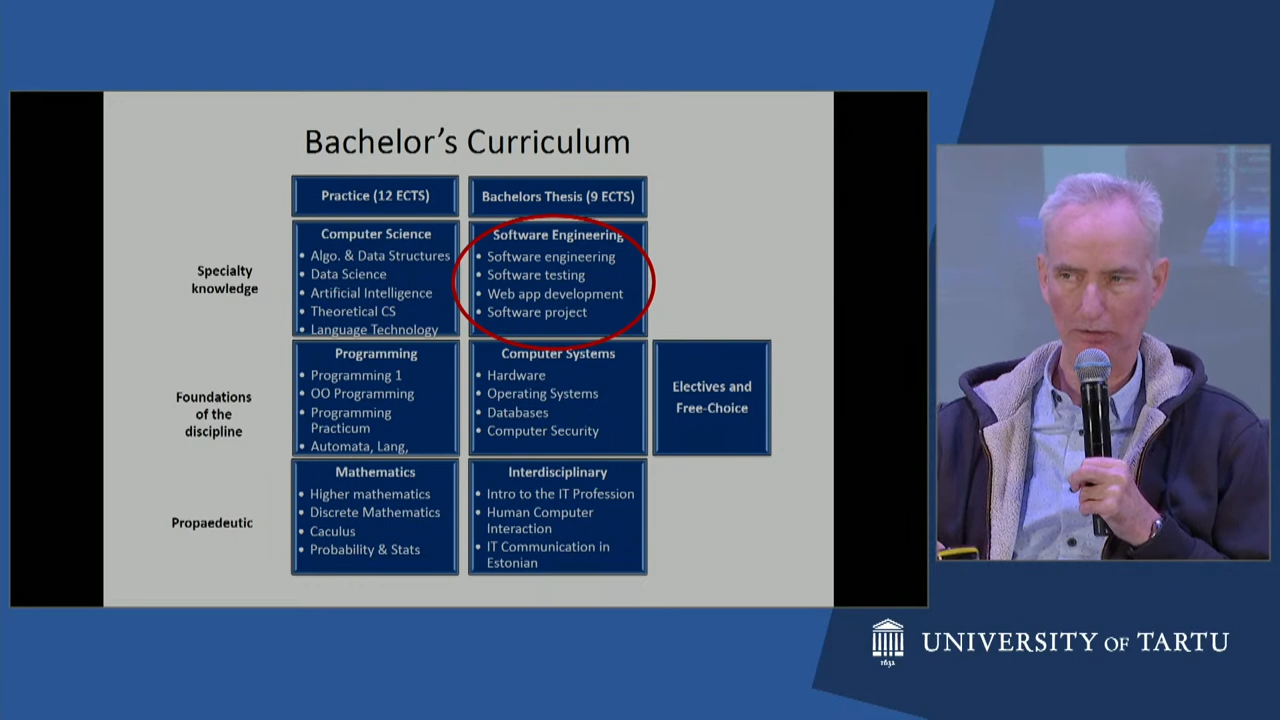 Bachelor's Curriculum
Practice (12 ECTS)
Bachelors Thesis (9 ECTS)
Specialty
knowledge
Computer Science
• Algo. & Data Structures
• Data Science
• Artificial Intelligence
• Theoretical CS
• Language Technology
Software Engineering
• Software engineering
• Software testing
• Web app development
• Software project
Foundations
of the
discipline
Programming
• Programming 1
• OO Programming
• Programming
Practicum
• Automata, Lang,
Computer Systems
• Hardware
• Operating Systems
• Databases
• Computer Security
Electives and
Free-Choice
Propaedeutic
Mathematics
• Higher mathematics
• Discrete Mathematics
• Caculus
• Probability & Stats
Interdisciplinary
• Intro to the IT Profession
• Human Computer
Interaction
• IT Communication in
Estonian
1632
UNIVERSITY OF TARTU